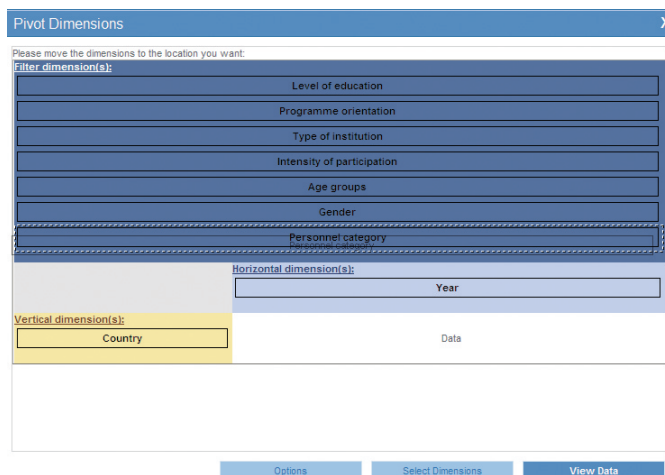 Pivot Dimensions
X
Please move the dimensions to the location you want:
Filter dimension(s):
Level of education
Programme orientation
Type of institution
Intensity of participation
Age groups
Gender
Personnel category
Personnel category
Horizontal dimension(s):
Year
Vertical dimension(s):
Country
Data
Options
Select Dimensions
View Data